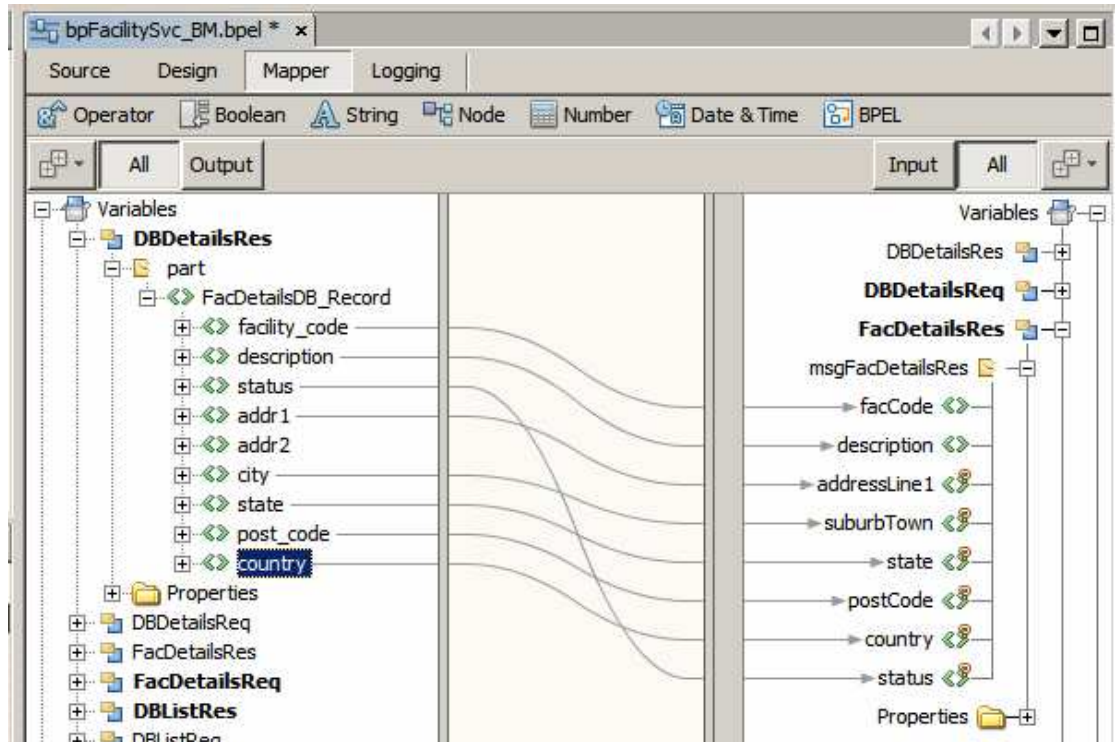 bpFacilitySvc_BM.bpel * x
Source Design Mapper Logging
Operator Boolean String Node Number Date & Time BPEL
All Output Input All
Variables
DBDetailsRes
part
FacDetailsDB_Record
facility_code
description
status
addr1
addr2
city
state
post_code
country
Properties
DBDetailsReq
FacDetailsRes
FacDetailsReq
DBListRes
DBListReq
Variables
DBDetailsRes
DBDetailsReq
FacDetailsRes
msgFacDetailsRes
facCode
description
addressLine1
suburbTown
state
postCode
country
status
Properties